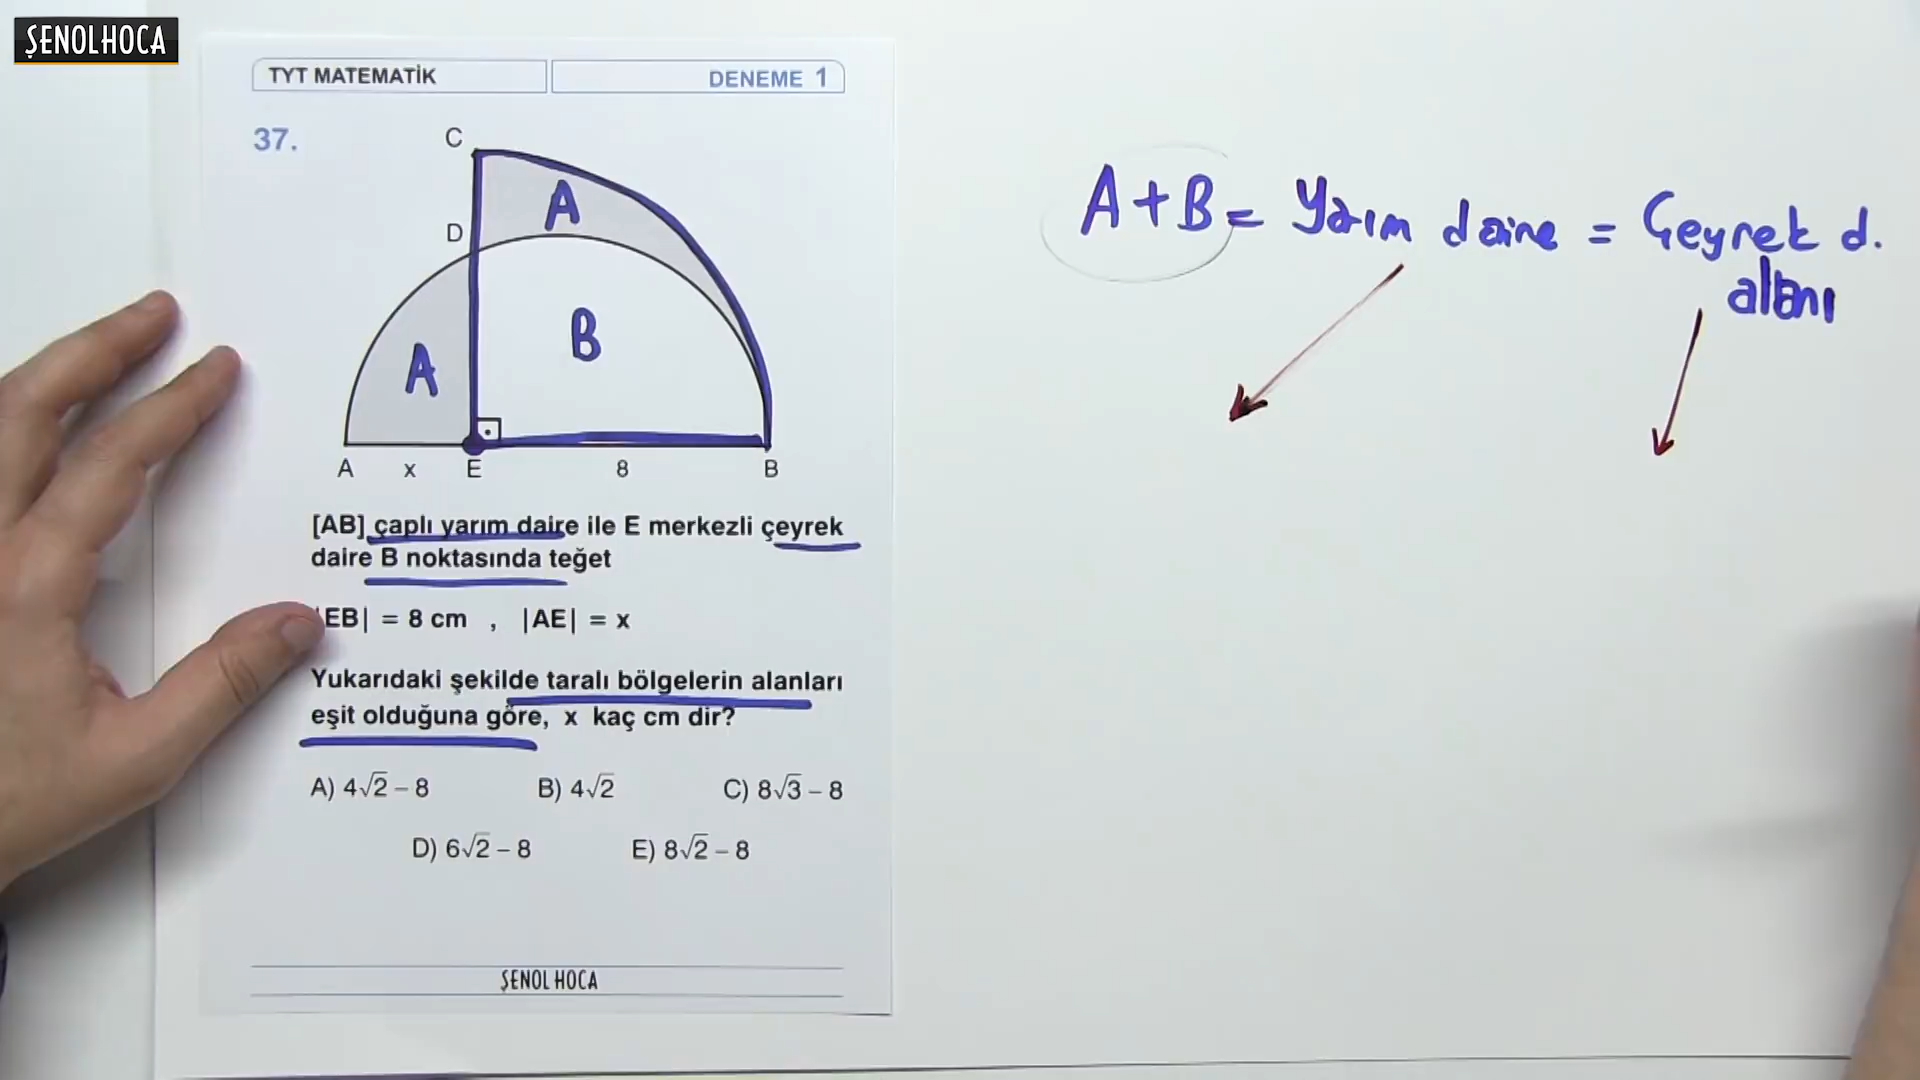 ŞENOLHOCA
TYT MATEMATİK
DENEME 1
37.
C
A
D
B
A
A x E 8 B
[AB] çaplı yarım daire ile E merkezli çeyrek
daire B noktasında teğet
|EB| = 8 cm , |AE| = x
Yukarıdaki şekilde taralı bölgelerin alanları
eşit olduğuna göre, x kaç cm dir?
A) 4√2 – 8 B) 4√2 C) 8√3 – 8
D) 6√2 – 8 E) 8√2 – 8
ŞENOL HOCA
A+B = Yarım daire = Çeyrek d.
alanı